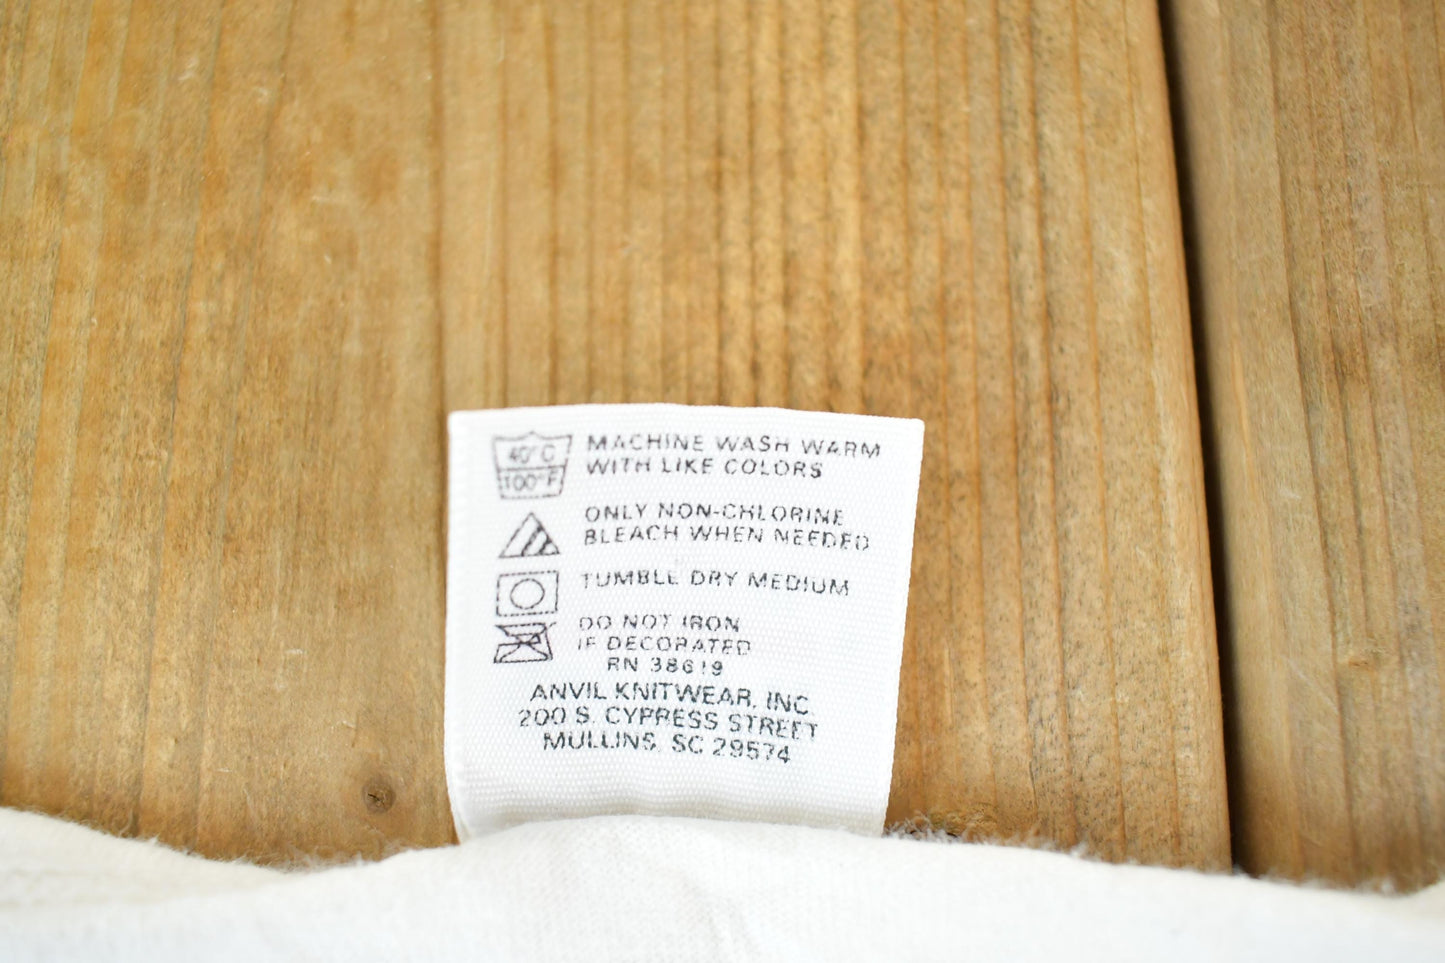 40°C
100°F
MACHINE WASH WARM
WITH LIKE COLORS
ONLY NON-CHLORINE
BLEACH WHEN NEEDED
TUMBLE DRY MEDIUM
DO NOT IRON
IF DECORATED
RN 38619
ANVIL KNITWEAR, INC
200 S. CYPRESS STREET
MULLINS, SC 29574